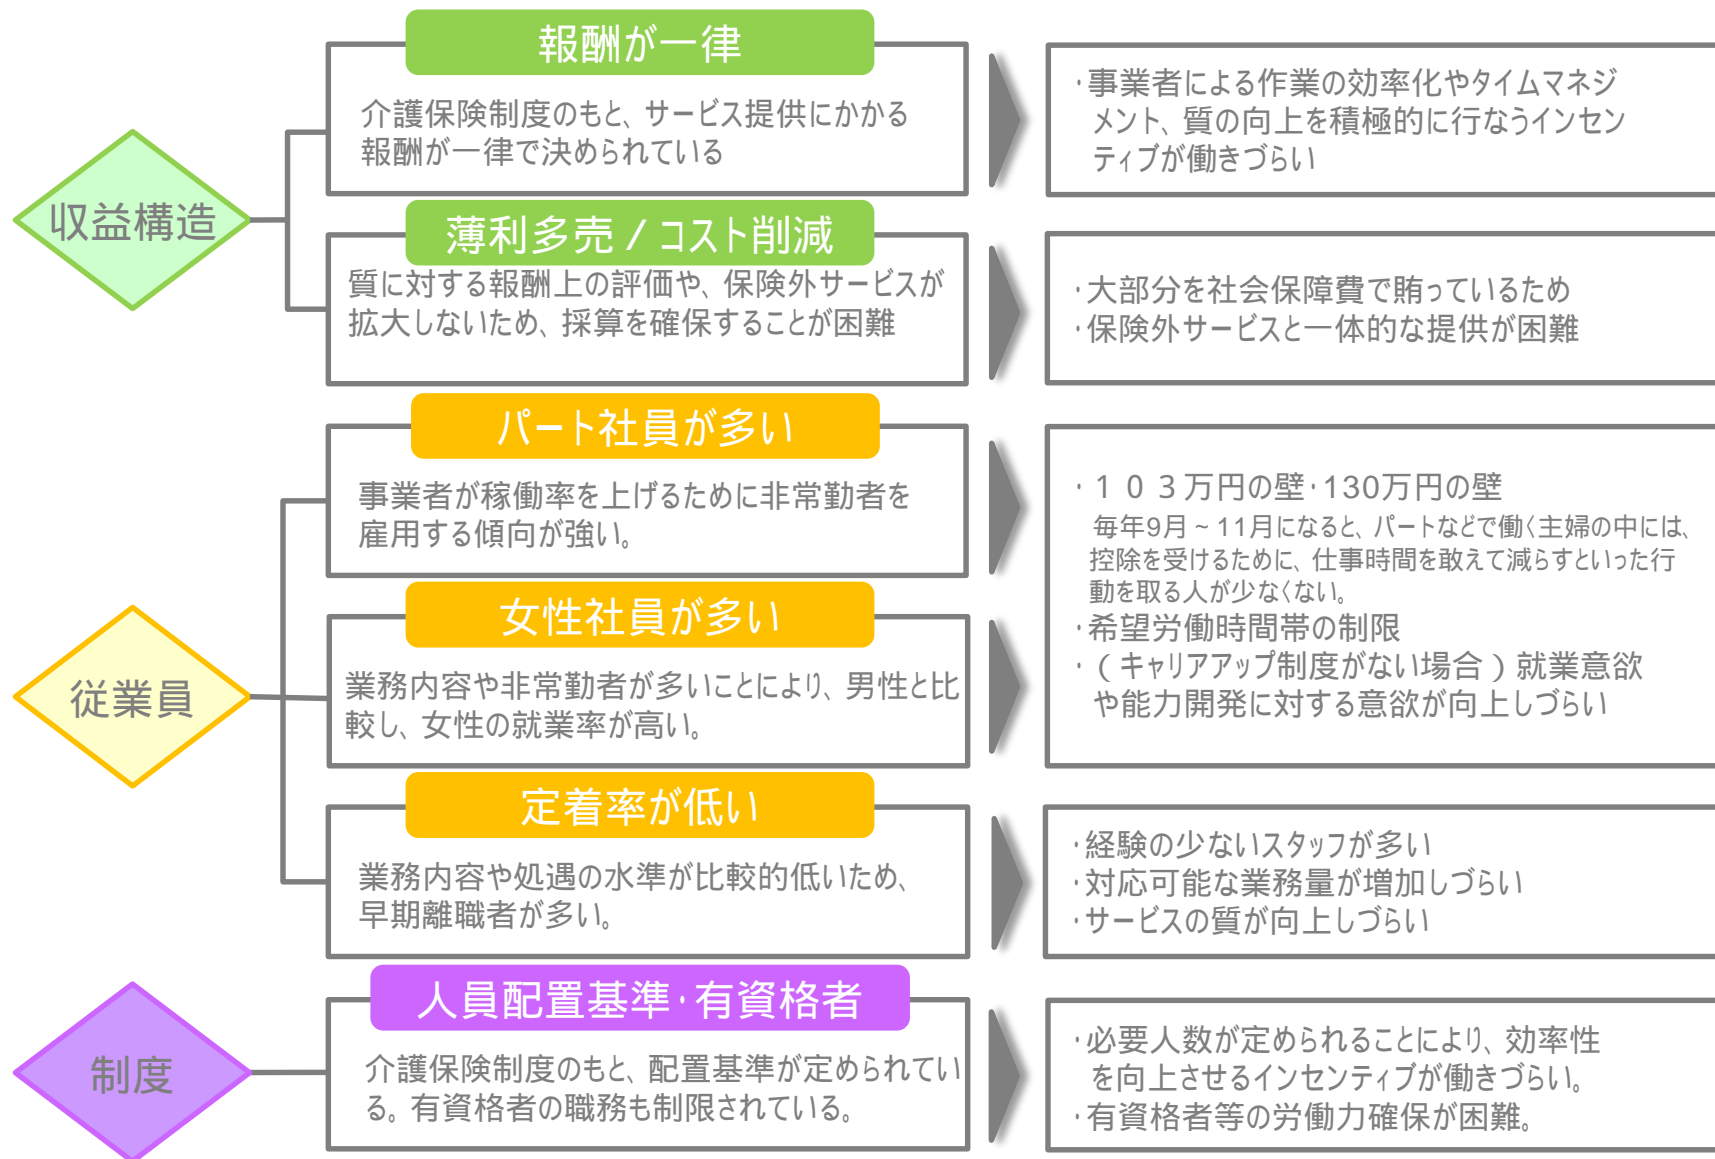 収益構造
報酬が一律
介護保険制度のもと、サービス提供にかかる
報酬が一律で決められている
・事業者による作業の効率化やタイムマネジ
メント、質の向上を積極的に行なうインセン
ティブが働きづらい
薄利多売/コスト削減
質に対する報酬上の評価や、保険外サービスが
拡大しないため、採算を確保することが困難
・大部分を社会保障費で賄っているため
・保険外サービスと一体的な提供が困難
従業員
パート社員が多い
事業者が稼働率を上げるために非常勤者を
雇用する傾向が強い。
女性社員が多い
業務内容や非常勤者が多いことにより、男性と比
較し、女性の就業率が高い。
・103万円の壁・130万円の壁
毎年9月~11月になると、パートなどで働く主婦の中には、
控除を受けるために、仕事時間を敢えて減らすといった行
動を取る人が少なくない。
・希望労働時間帯の制限
・(キャリアアップ制度がない場合)就業意欲
や能力開発に対する意欲が向上しづらい
定着率が低い
業務内容や処遇の水準が比較的低いため、
早期離職者が多い。
・経験の少ないスタッフが多い
・対応可能な業務量が増加しづらい
・サービスの質が向上しづらい
制度
人員配置基準・有資格者
介護保険制度のもと、配置基準が定められてい
る。有資格者の職務も制限されている。
・必要人数が定められることにより、効率性
を向上させるインセンティブが働きづらい。
・有資格者等の労働力確保が困難。